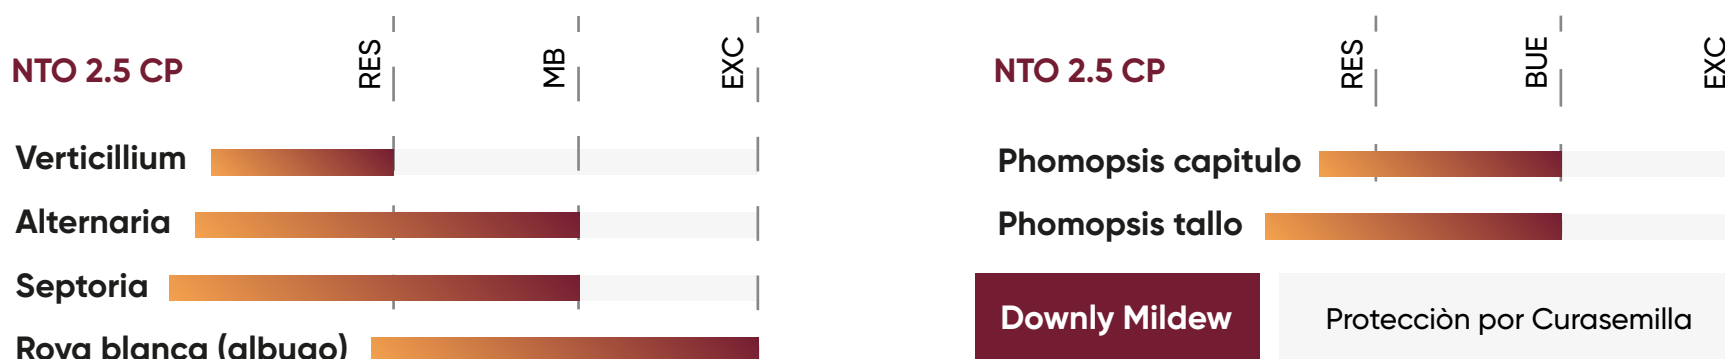 NTO 2.5 CP RES MB EXC
Verticillium
Alternaria
Septoria
Roya blanca (albugo)
NTO 2.5 CP RES BUE EXC
Phomopsis capitulo
Phomopsis tallo
Downly Mildew Protecciòn por Curasemilla